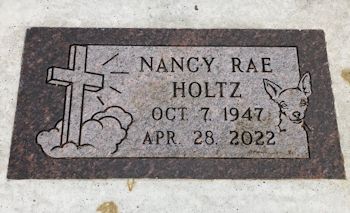 NANCY RAE
HOLTZ
OCT. 7, 1947
APR. 28, 2022